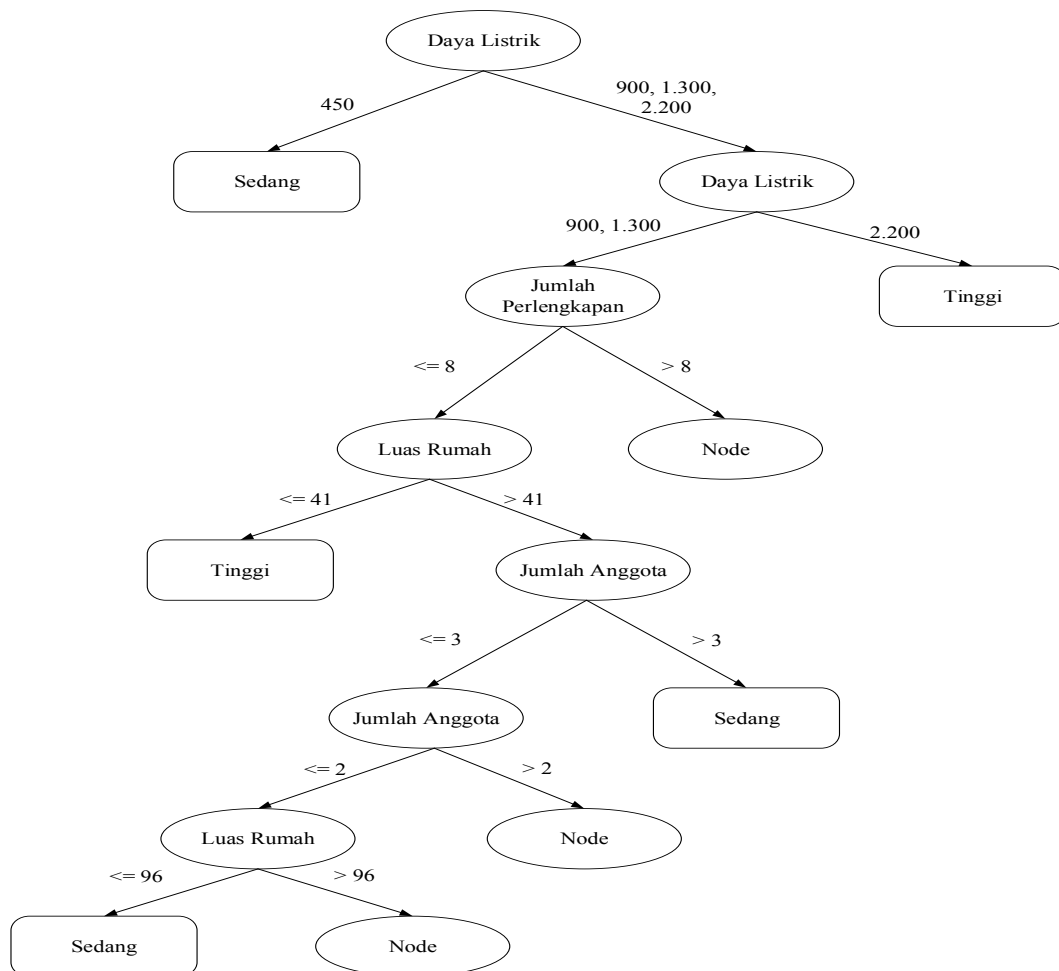 Daya Listrik
450
900, 1.300,
2.200
Sedang
Daya Listrik
900, 1.300
2.200
Jumlah
Perlengkapan
Tinggi
<= 8
> 8
Luas Rumah
Node
<= 41
> 41
Tinggi
Jumlah Anggota
<= 3
> 3
Jumlah Anggota
Sedang
<= 2
> 2
Luas Rumah
Node
<= 96
> 96
Sedang
Node